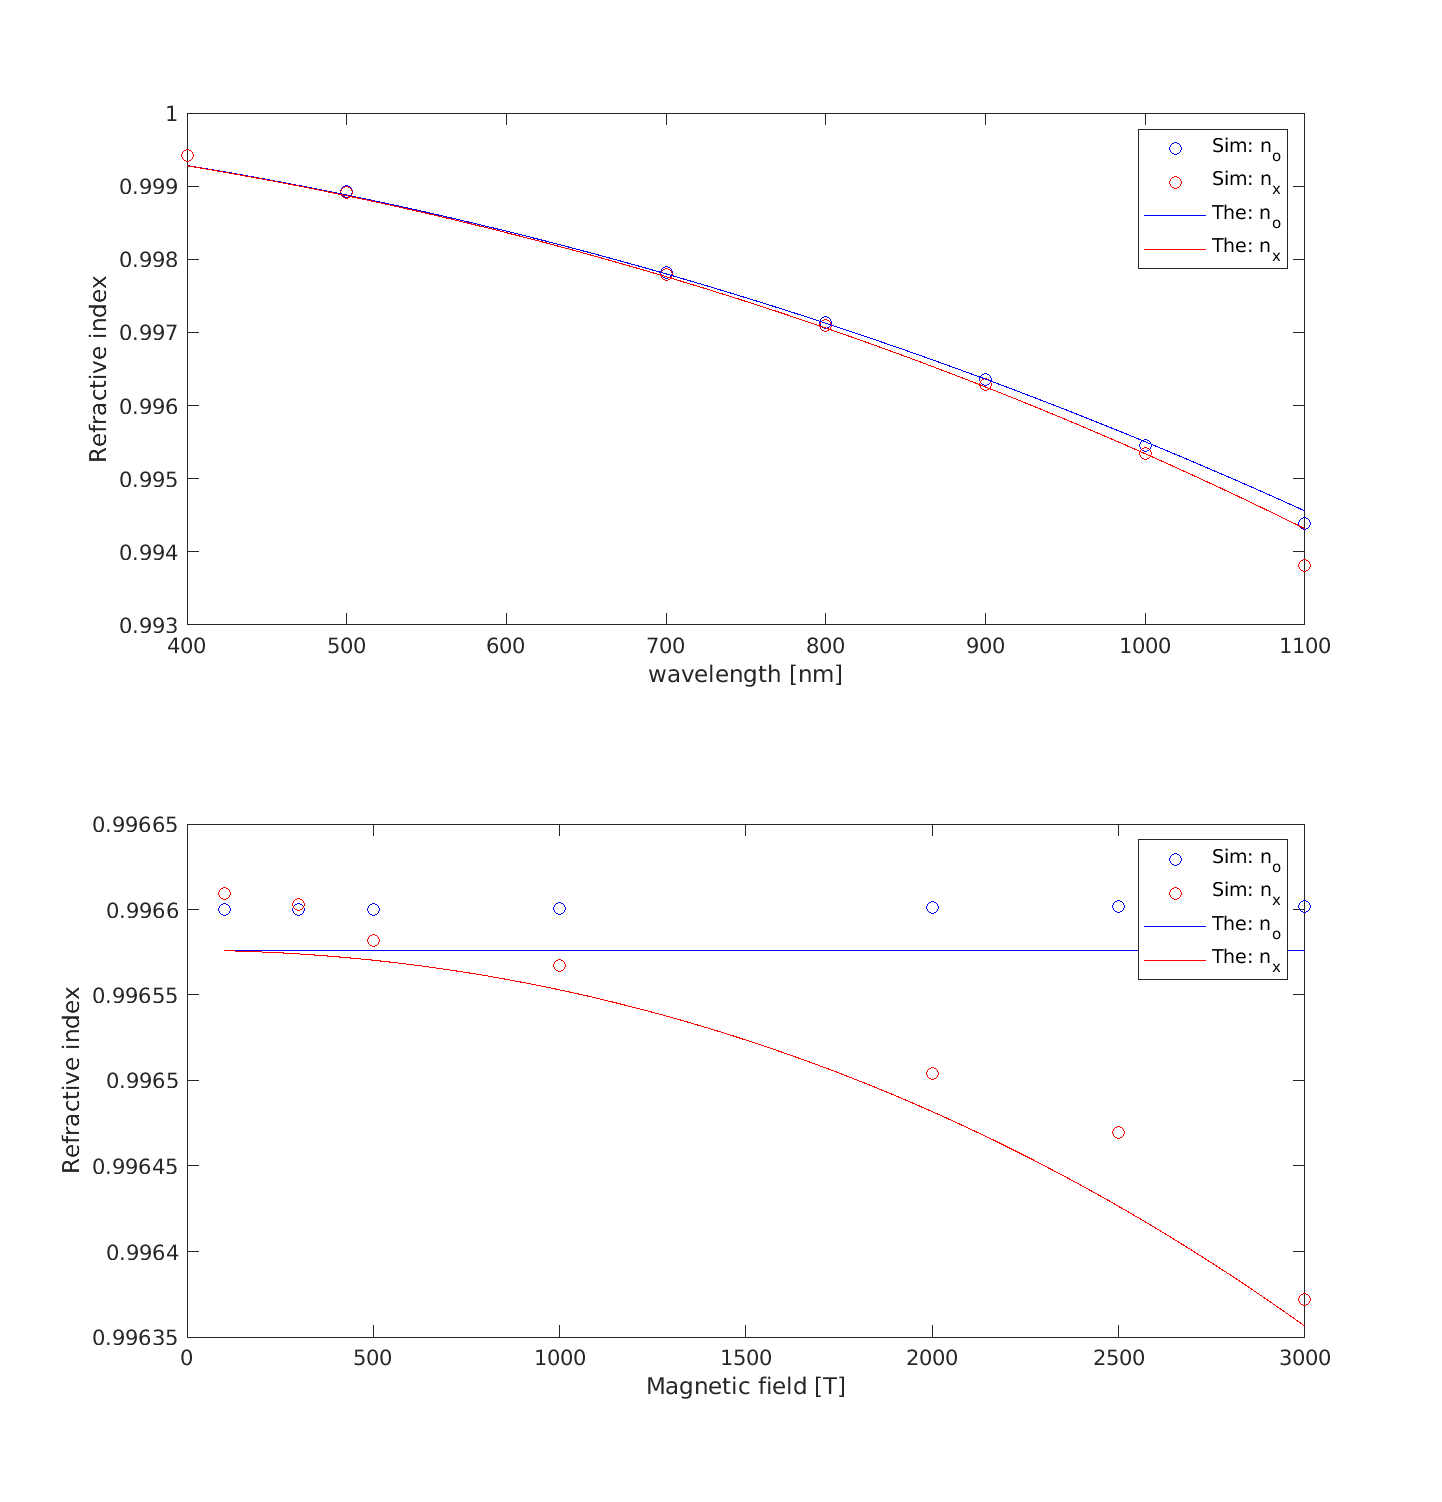 1
0.999
0.998
0.997
0.996
0.995
0.994
0.993
Refractive index
400 500 600 700 800 900 1000 1100
wavelength [nm]
Sim: n_o
Sim: n_x
The: n_o
The: n_x
0.99665
0.9966
0.99655
0.9965
0.99645
0.9964
0.99635
Refractive index
0 500 1000 1500 2000 2500 3000
Magnetic field [T]
Sim: n_o
Sim: n_x
The: n_o
The: n_x